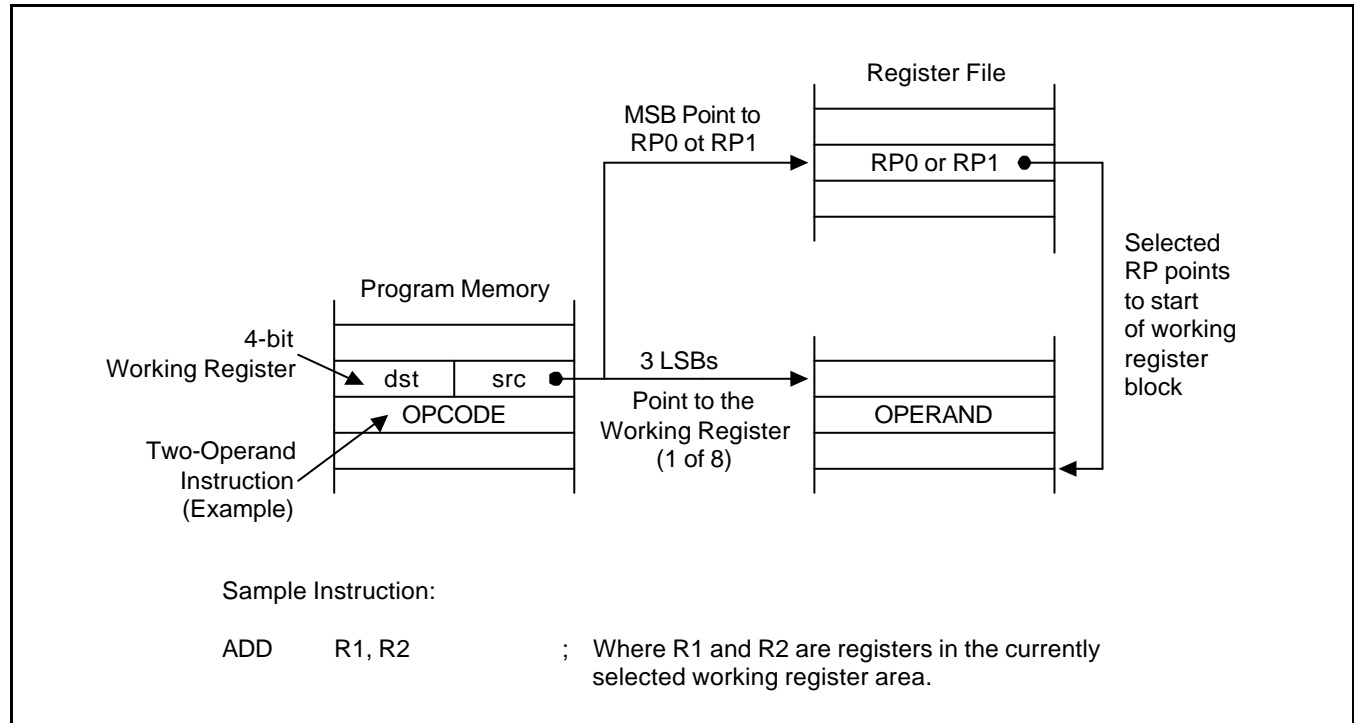 Register File
MSB Point to
RP0 ot RP1
RP0 or RP1
Selected
RP points
to start
of working
register
block
Program Memory
4-bit
Working Register
dst src
3 LSBs
OPCODE
Point to the
Working Register
(1 of 8)
OPERAND
Two-Operand
Instruction
(Example)
Sample Instruction:
ADD R1, R2 ; Where R1 and R2 are registers in the currently
selected working register area.